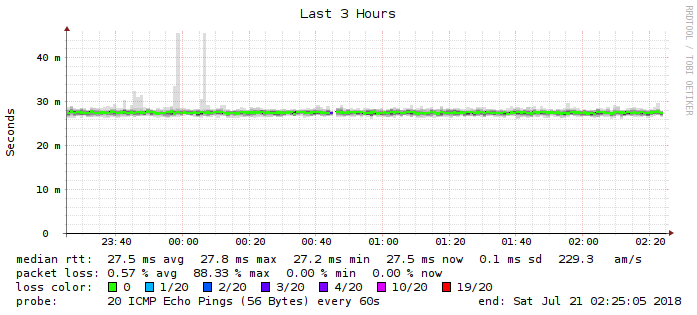 Last 3 Hours
RRDTOOL / TOBI OETIKER
Seconds
40 m
30 m
20 m
10 m
0
23:40 00:00 00:20 00:40 01:00 01:20 01:40 02:00 02:20
median rtt: 27.5 ms avg 27.8 ms max 27.2 ms min 27.5 ms now 0.1 ms sd 229.3 am/s
packet loss: 0.57 % avg 88.33 % max 0.00 % min 0.00 % now
loss color: 0 1/20 2/20 3/20 4/20 10/20 19/20
probe: 20 ICMP Echo Pings (56 Bytes) every 60s end: Sat Jul 21 02:25:05 2018